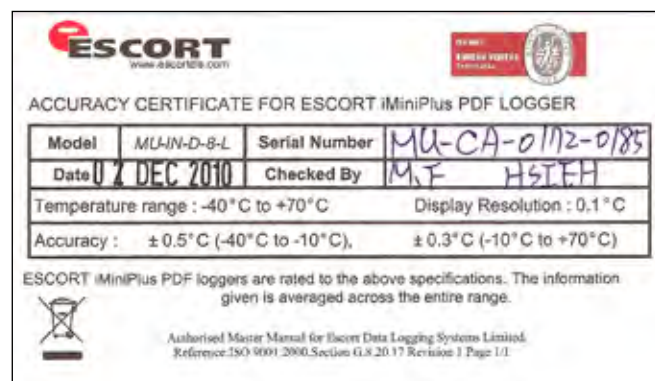 ESCORT
www.escortdls.com
ACCURACY CERTIFICATE FOR ESCORT iMiniPlus PDF LOGGER
Model MU-IN-D-8-L Serial Number MU-CA-0172-0185
Date 02 DEC 2010 Checked By M.F HSIEH
Temperature range : -40°C to +70°C Display Resolution : 0.1°C
Accuracy : ± 0.5°C (-40°C to -10°C), ± 0.3°C (-10°C to +70°C)
ESCORT iMiniPlus PDF loggers are rated to the above specifications. The information
given is averaged across the entire range.
Authorised Master Manual for Escort Data Logging Systems Limited.
Reference:ISO 9001:2000.Section G.8.20.17 Revision 1 Page 1/1